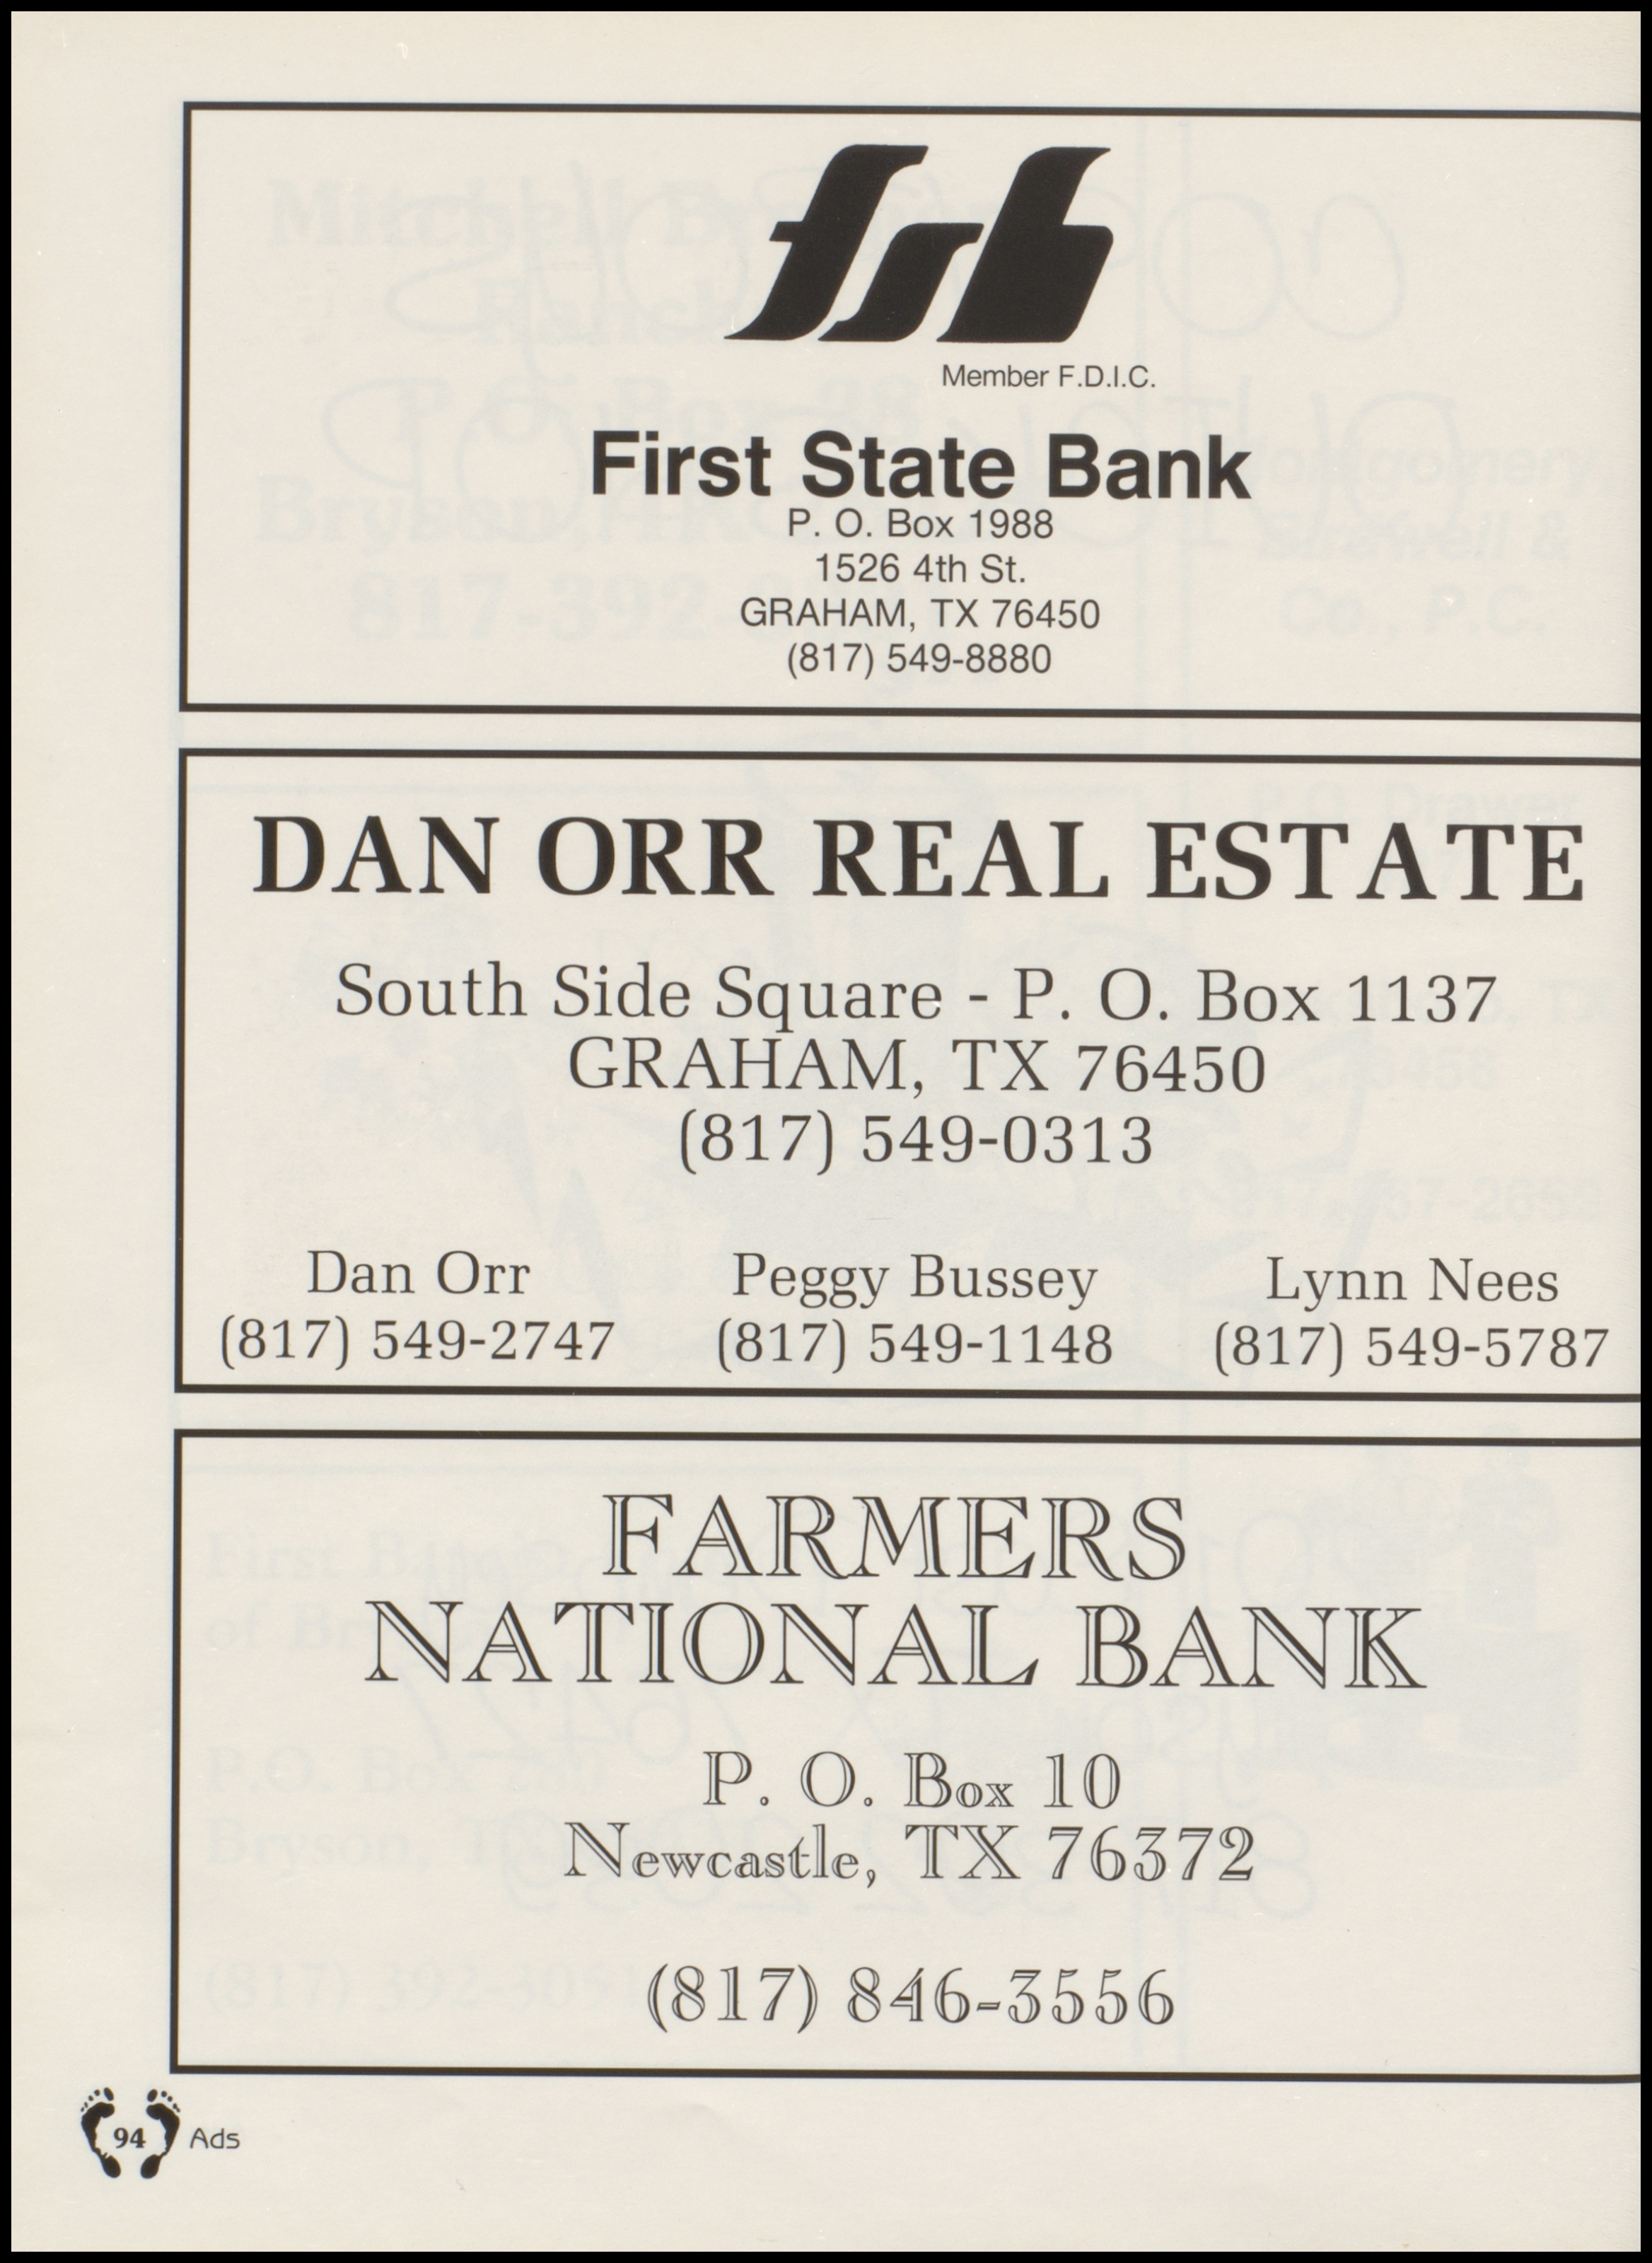 fsb
Member F.D.I.C.
First State Bank
P. O. Box 1988
1526 4th St.
GRAHAM, TX 76450
(817) 549-8880
DAN ORR REAL ESTATE
South Side Square - P. O. Box 1137
GRAHAM, TX 76450
(817) 549-0313
Dan Orr Peggy Bussey Lynn Nees
(817) 549-2747 (817) 549-1148 (817) 549-5787
FARMERS
NATIONAL BANK
P. O. Box 10
Newcastle, TX 76372
(817) 846-3556
94 Ads